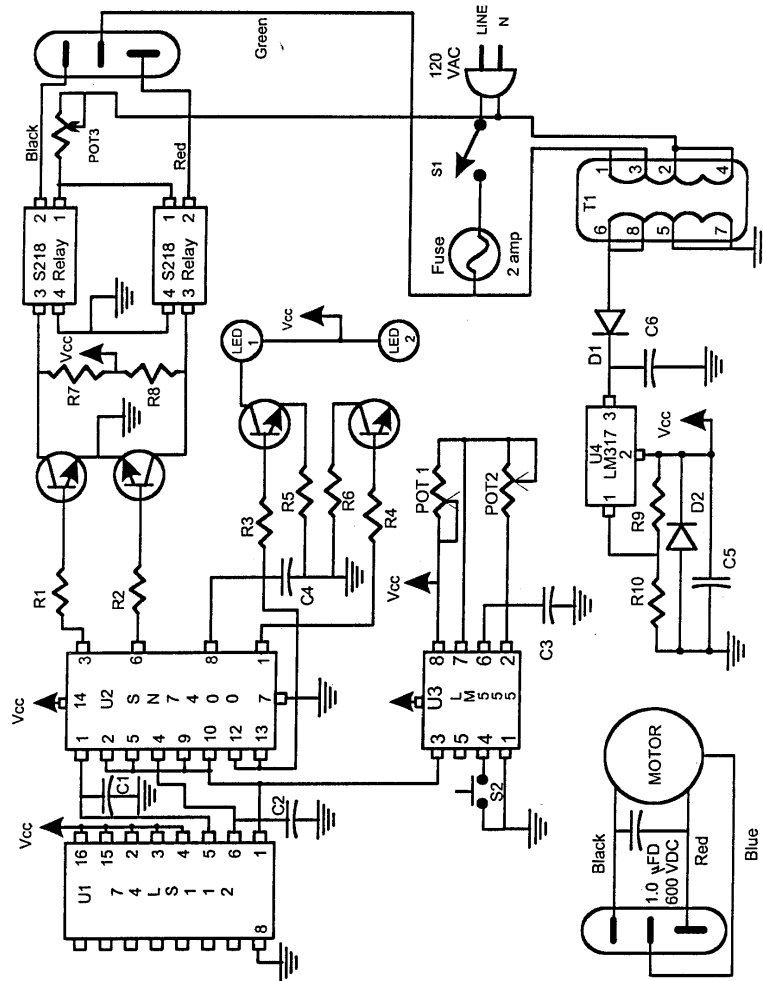 Black
POT3
Red
Green
2
1
S218
Relay
3
4
1
2
S218
Relay
4
3
Vcc
R7
R8
R1
R2
LED
1
Vcc
LED
2
R3
R5
R6
R4
C4
120
VAC
LINE
N
S1
Fuse
2 amp
T1
1
3
2
4
6
8
5
7
Vcc
14
U2
S
N
7
4
0
0
3
6
8
1
7
1
2
5
4
9
10
12
13
C1
C2
Vcc
U1
7
4
L
S
1
1
2
16
15
2
3
4
5
6
1
8
Vcc
POT 1
POT2
U3
L
M
5
5
5
8
7
6
2
3
5
4
1
S2
C3
D1
C6
U4
LM317
3
2
1
Vcc
R9
R10
D2
C5
MOTOR
Black
1.0 µFD
600 VDC
Red
Blue